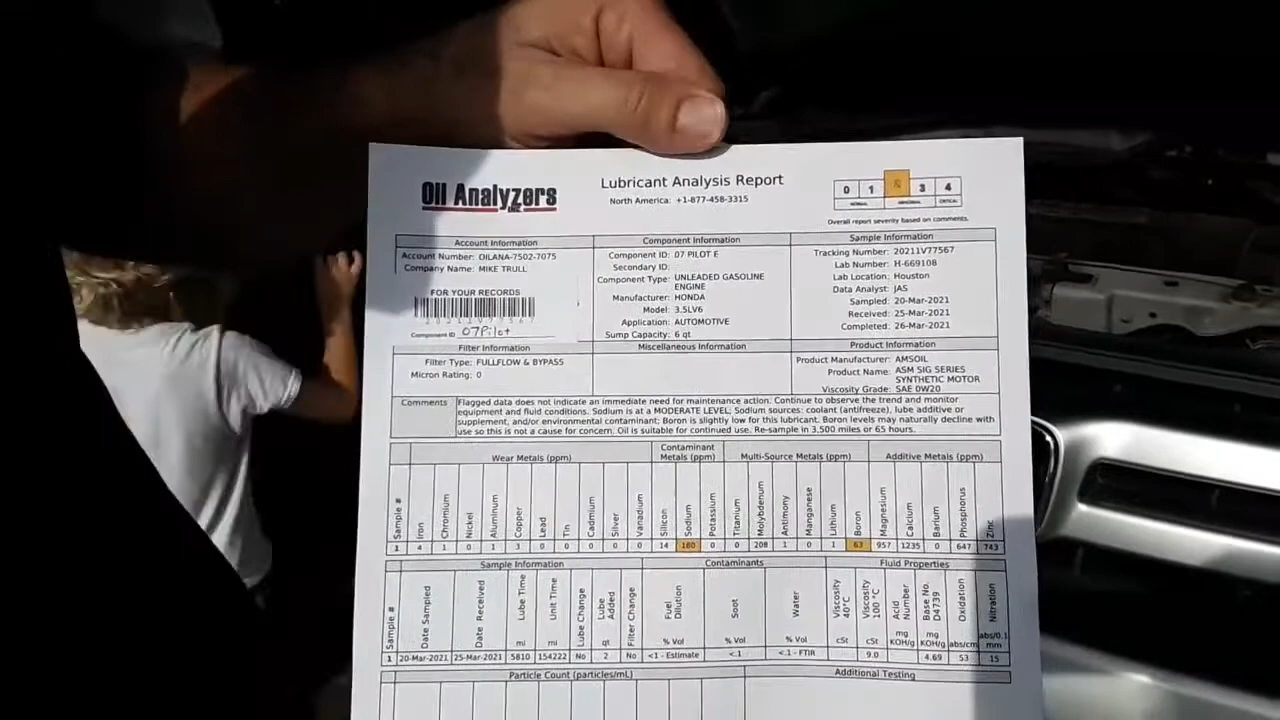 Oil Analyzers
INC
Lubricant Analysis Report
North America: +1-877-458-3315
0 1 3 4
NORMAL ABNORMAL CRITICAL
Overall report severity based on comments.
Account Information
Account Number: OILANA-7502-7075
Company Name: MIKE TRULL
FOR YOUR RECORDS
Component ID 07Pilot
Component Information
Component ID: 07 PILOT E
Secondary ID:
Component Type: UNLEADED GASOLINE
ENGINE
Manufacturer: HONDA
Model: 3.5LV6
Application: AUTOMOTIVE
Sump Capacity: 6 qt
Sample Information
Tracking Number: 20211V77567
Lab Number: H-669108
Lab Location: Houston
Data Analyst: JAS
Sampled: 20-Mar-2021
Received: 25-Mar-2021
Completed: 26-Mar-2021
Filter Information
Filter Type: FULLFLOW & BYPASS
Micron Rating: 0
Miscellaneous Information
Product Information
Product Manufacturer: AMSOIL
Product Name: ASM SIG SERIES
SYNTHETIC MOTOR
Viscosity Grade: SAE 0W20
Comments
Flagged data does not indicate an immediate need for maintenance action. Continue to observe the trend and monitor
equipment and fluid conditions. Sodium is at a MODERATE LEVEL; Sodium sources: coolant (antifreeze), lube additive or
supplement, and/or environmental contaminant; Boron is slightly low for this lubricant. Boron levels may naturally decline with
use so this is not a cause for concern. Oil is suitable for continued use. Re-sample in 3,500 miles or 65 hours.
Wear Metals (ppm) Contaminant Metals (ppm) Multi-Source Metals (ppm) Additive Metals (ppm)
Sample # Iron Chromium Nickel Aluminum Copper Lead Tin Cadmium Silver Vanadium Silicon Sodium Potassium Titanium Molybdenum Antimony Manganese Lithium Boron Magnesium Calcium Barium Phosphorus Zinc
1 4 1 0 1 3 0 0 0 0 0 14 180 0 0 208 1 0 1 63 957 1235 0 647 743
Sample Information Contaminants Fluid Properties
Sample # Date Sampled Date Received Lube Time Unit Time Lube Change Lube Added Filter Change Fuel Dilution Soot Water Viscosity 40°C Viscosity 100 °C Acid Number Base No. D4739 Oxidation Nitration
mi mi qt % Vol % Vol % Vol cSt cSt mg KOH/g mg KOH/g abs/cm abs/0.1 mm
1 20-Mar-2021 25-Mar-2021 5810 154222 No 2 No <1 - Estimate <.1 <.1 - FTIR 9.0 4.69 53 15
Particle Count (particles/mL) Additional Testing